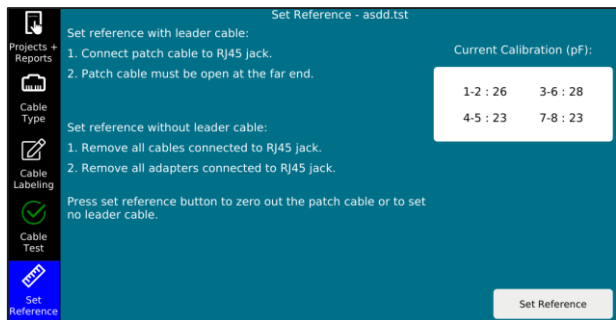 Set Reference - asdd.tst
Projects +
Reports
Cable
Type
Cable
Labeling
Cable
Test
Set
Reference
Set reference with leader cable:
1. Connect patch cable to RJ45 jack.
2. Patch cable must be open at the far end.
Set reference without leader cable:
1. Remove all cables connected to RJ45 jack.
2. Remove all adapters connected to RJ45 jack.
Press set reference button to zero out the patch cable or to set
no leader cable.
Current Calibration (pF):
1-2 : 26 3-6 : 28
4-5 : 23 7-8 : 23
Set Reference